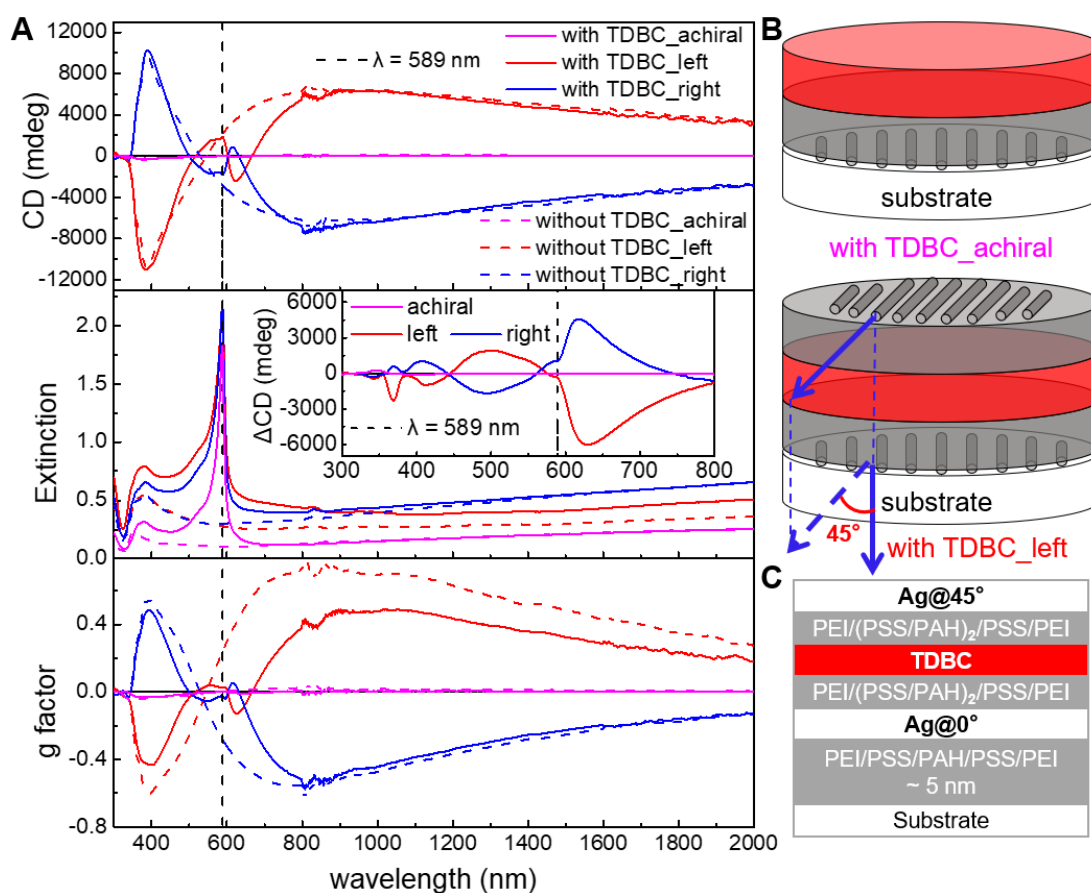 A
12000
8000
4000
0
-4000
-8000
-12000
CD (mdeg)
λ = 589 nm
with TDBC_achiral
with TDBC_left
with TDBC_right
without TDBC_achiral
without TDBC_left
without TDBC_right
2.0
1.5
1.0
0.5
0.0
Extinction
6000
3000
0
-3000
-6000
ΔCD (mdeg)
achiral
left
right
λ = 589 nm
300 400 500 600 700 800
0.4
0.0
-0.4
-0.8
g factor
400 600 800 1000 1200 1400 1600 1800 2000
wavelength (nm)
B
substrate
with TDBC_achiral
substrate
45°
with TDBC_left
C
Ag@45°
PEI/(PSS/PAH)₂/PSS/PEI
TDBC
PEI/(PSS/PAH)₂/PSS/PEI
Ag@0°
PEI/PSS/PAH/PSS/PEI
~ 5 nm
Substrate